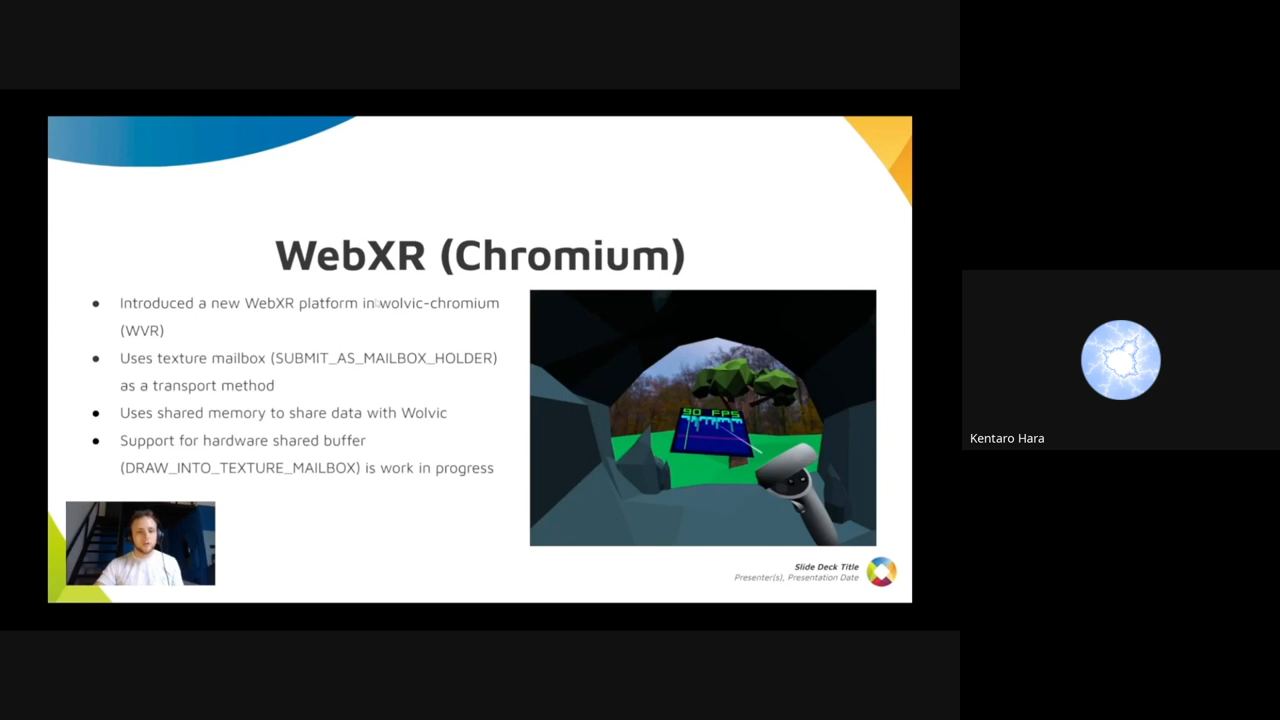 WebXR (Chromium)
Introduced a new WebXR platform in wolvic-chromium
(WVR)
Uses texture mailbox (SUBMIT_AS_MAILBOX_HOLDER)
as a transport method
Uses shared memory to share data with Wolvic
Support for hardware shared buffer
(DRAW_INTO_TEXTURE_MAILBOX) is work in progress
90 FPS
Slide Deck Title
Presenter(s), Presentation Date
Kentaro Hara